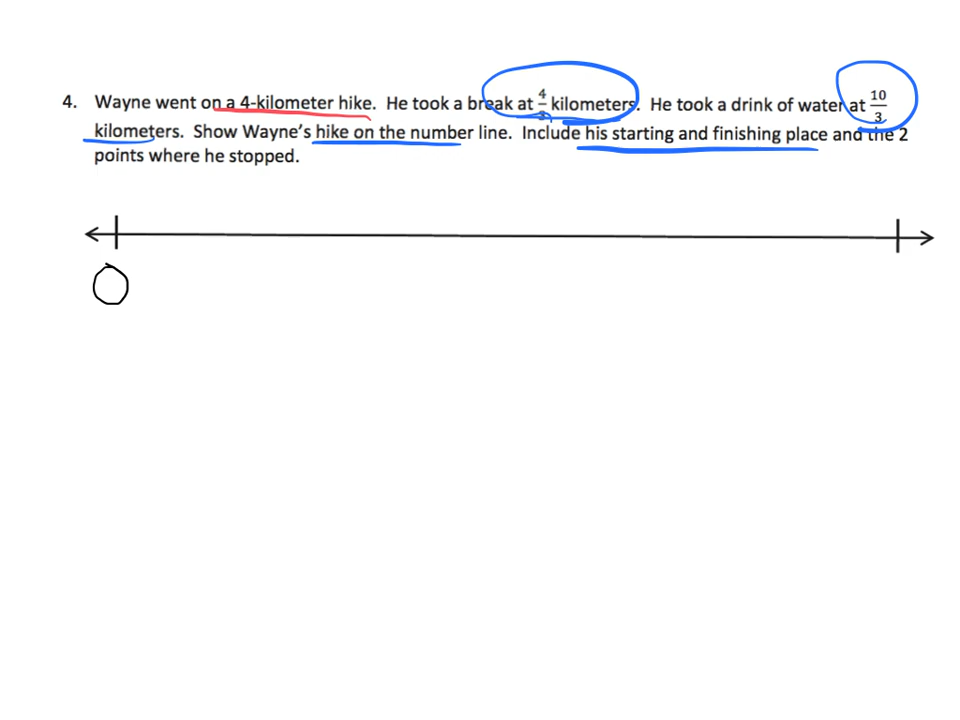 4. Wayne went on a 4-kilometer hike. He took a break at 4/3 kilometers. He took a drink of water at 10/3
kilometers. Show Wayne's hike on the number line. Include his starting and finishing place and the 2
points where he stopped.
0